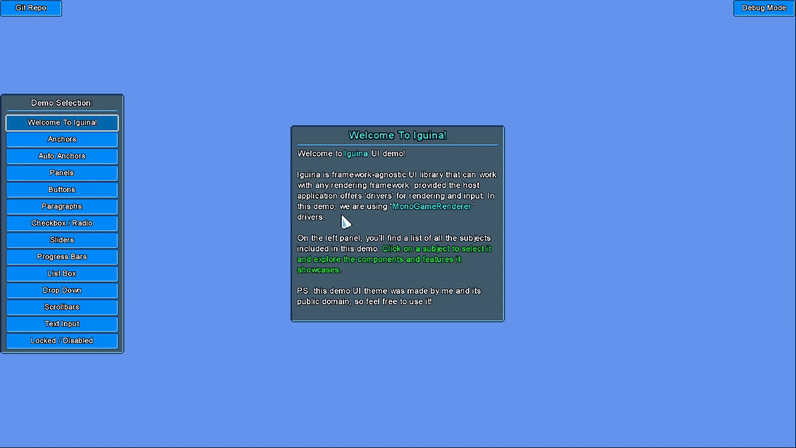 Git Repo
Debug Mode
Demo Selection
Welcome To Iguina!
Anchors
Auto Anchors
Panels
Buttons
Paragraphs
Checkbox / Radio
Sliders
Progress Bars
List Box
Drop Down
Scrollbars
Text Input
Locked / Disabled
Welcome To Iguina!
Welcome to Iguina UI demo!
Iguina is framework-agnostic UI library that can work
with any rendering framework, provided the host
application offers 'drivers' for rendering and input. In
this demo, we are using 'MonoGameRenderer'
drivers.
On the left panel, you'll find a list of all the subjects
included in this demo. Click on a subject to select it
and explore the components and features it
showcases.
PS. this demo UI theme was made by me and its
public domain, so feel free to use it!